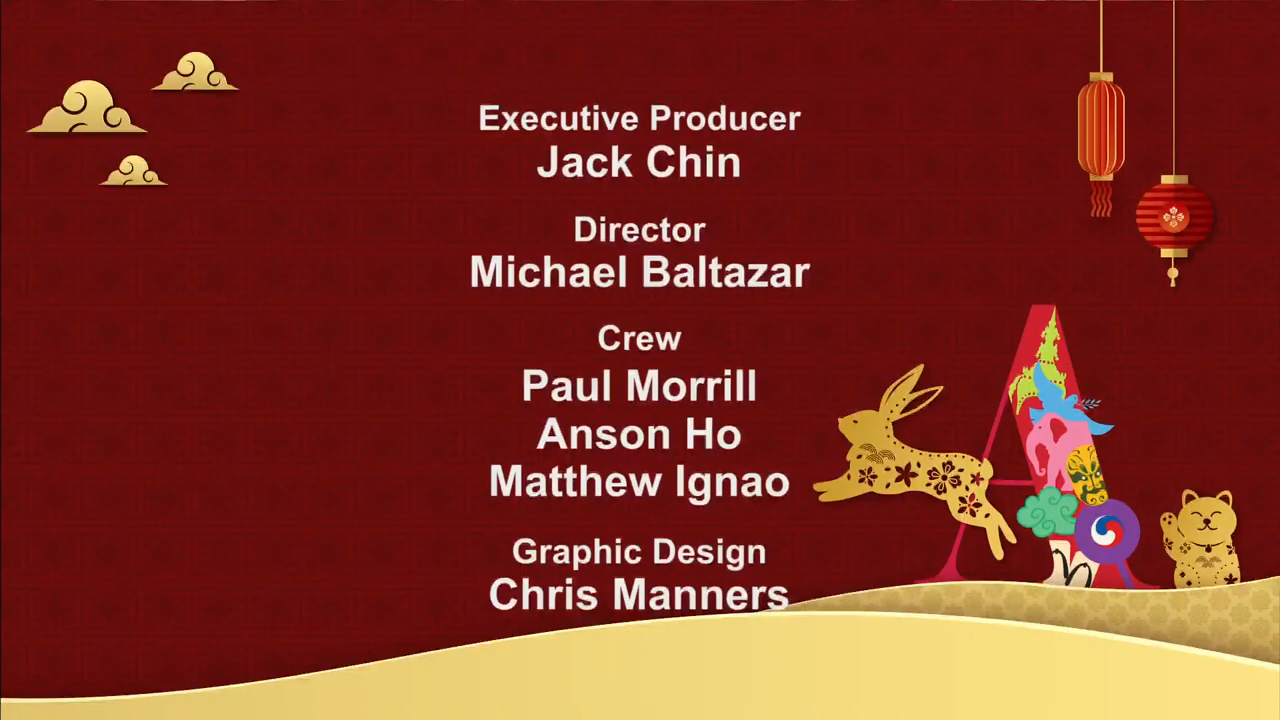 Executive Producer
Jack Chin
Director
Michael Baltazar
Crew
Paul Morrill
Anson Ho
Matthew Ignao
Graphic Design
Chris Manners